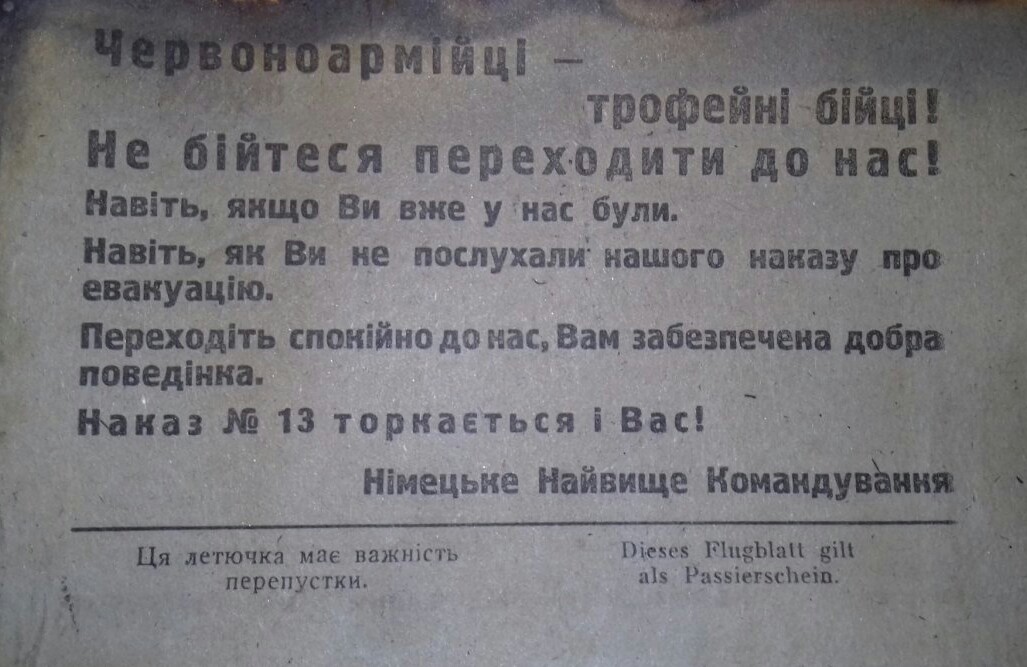 Червоноармійці –
трофейні бійці!
Не бійтеся переходити до нас!
Навіть, якщо Ви вже у нас були.
Навіть, як Ви не послухали нашого наказу про
евакуацію.
Переходіть спокійно до нас, Вам забезпечена добра
поведінка.
Наказ № 13 торкається і Вас!
Німецьке Найвище Командування
Ця летючка має важність
перепустки.
Dieses Flugblatt gilt
als Passierschein.